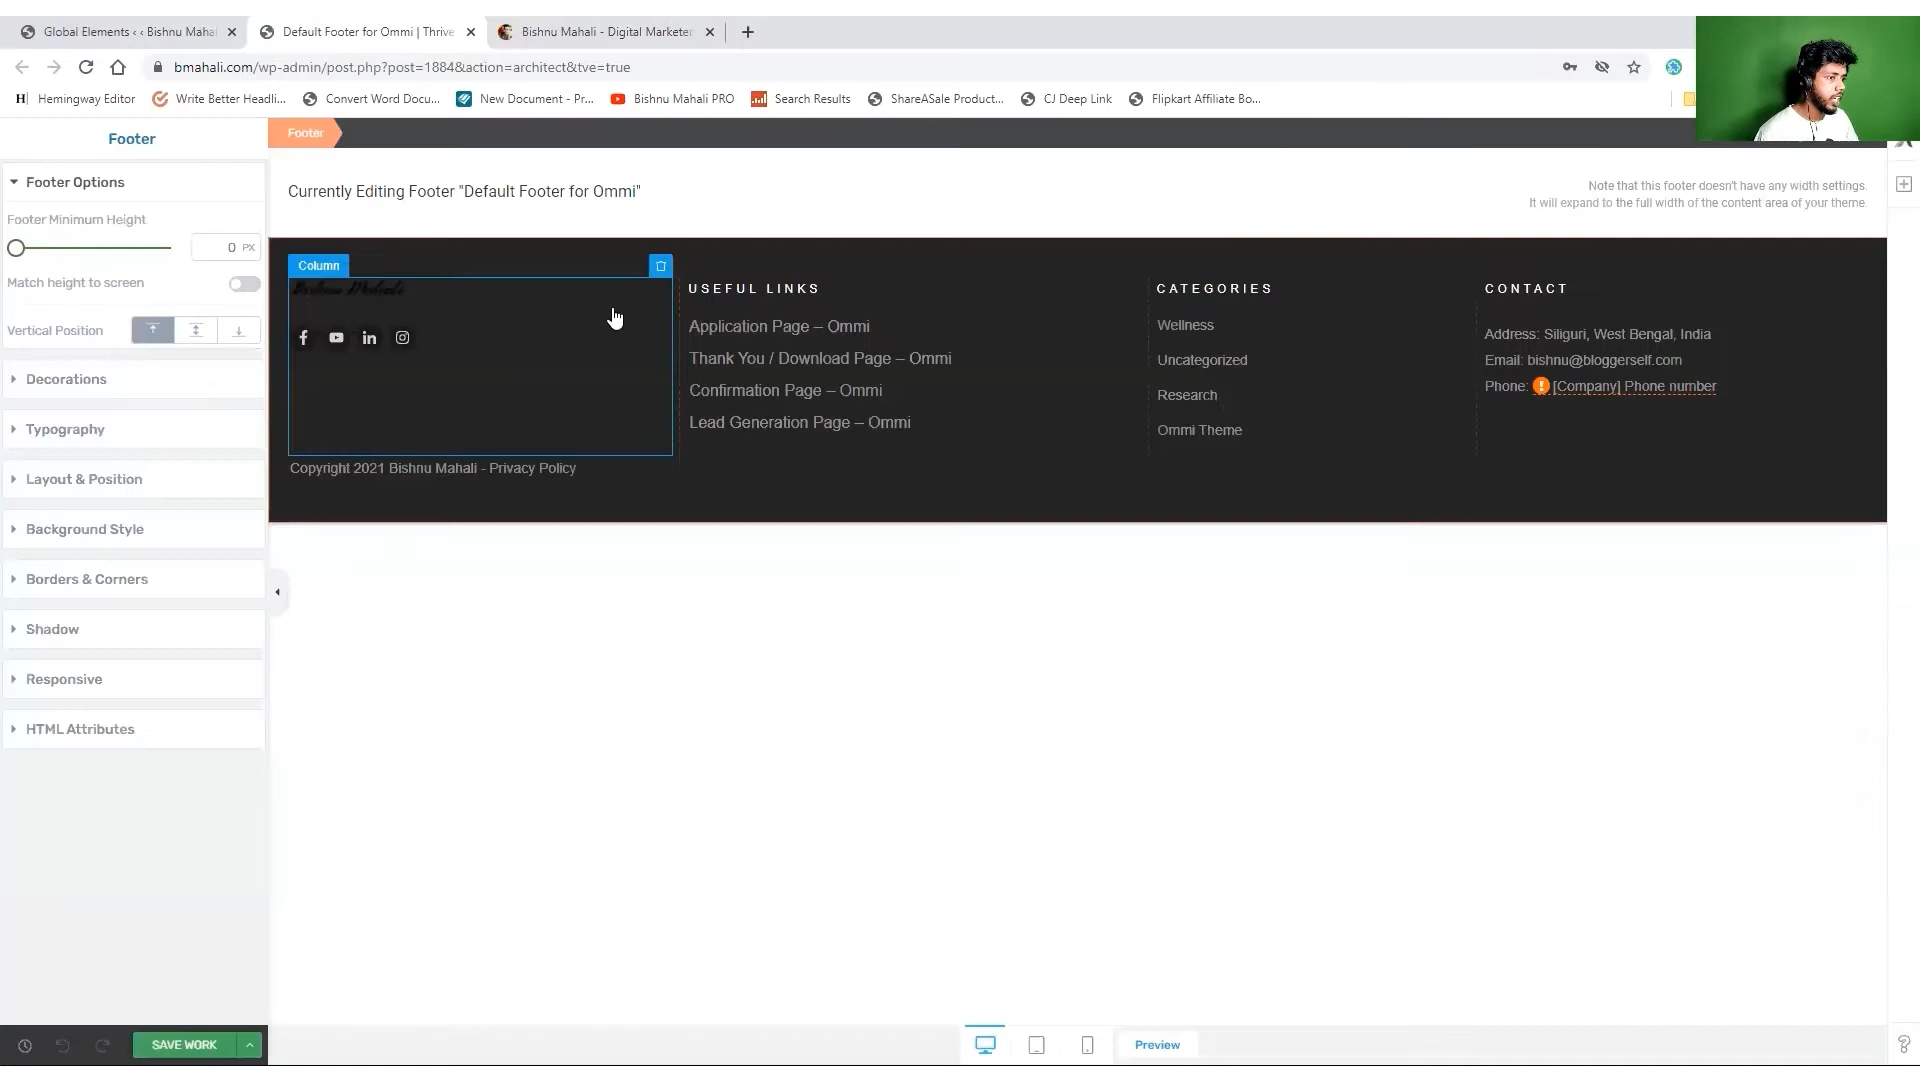 Global Elements ‹ ‹ Bishnu Mahal
Default Footer for Ommi | Thrive
Bishnu Mahali - Digital Marketer
bmahali.com/wp-admin/post.php?post=1884&action=architect&tve=true
Hemingway Editor
Write Better Headli...
Convert Word Docu...
New Document - Pr...
Bishnu Mahali PRO
Search Results
ShareASale Product...
CJ Deep Link
Flipkart Affiliate Bo...
Footer
Footer
Footer Options
Currently Editing Footer "Default Footer for Ommi"
Note that this footer doesn't have any width settings.
It will expand to the full width of the content area of your theme.
Footer Minimum Height
0 PX
Match height to screen
Vertical Position
Decorations
Typography
Layout & Position
Background Style
Borders & Corners
Shadow
Responsive
HTML Attributes
Column
Bishnu Mahali
Copyright 2021 Bishnu Mahali - Privacy Policy
USEFUL LINKS
Application Page – Ommi
Thank You / Download Page – Ommi
Confirmation Page – Ommi
Lead Generation Page – Ommi
CATEGORIES
Wellness
Uncategorized
Research
Ommi Theme
CONTACT
Address: Siliguri, West Bengal, India
Email: bishnu@bloggerself.com
Phone: [Company] Phone number
SAVE WORK
Preview